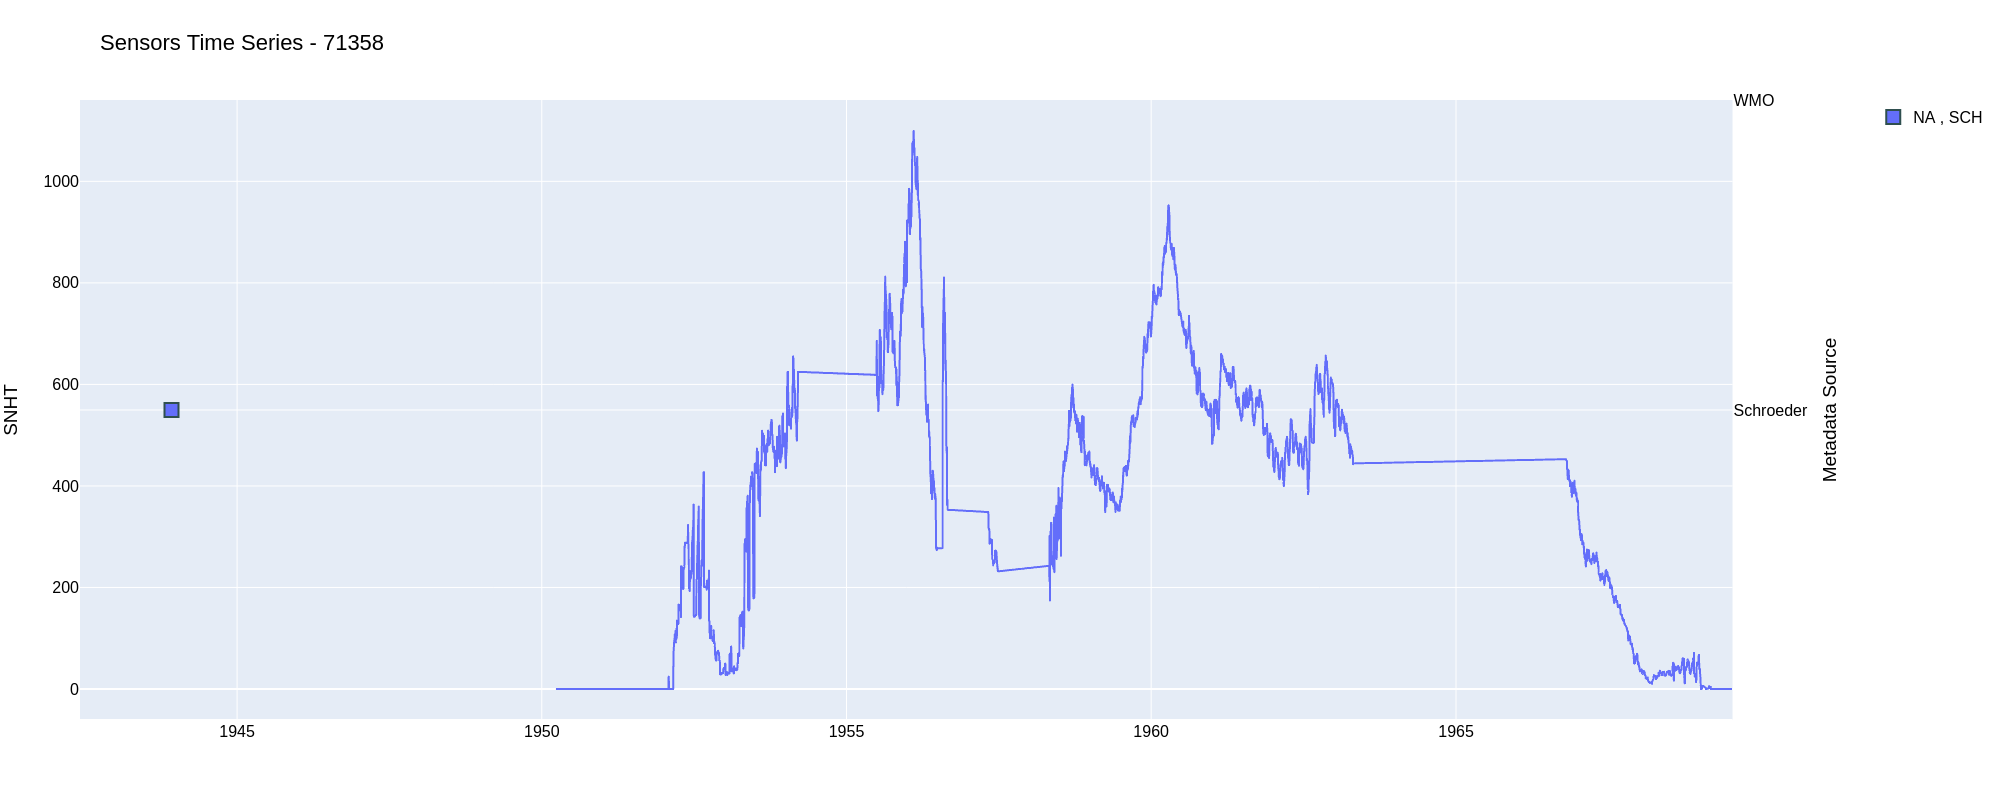 Sensors Time Series - 71358
WMO
NA , SCH
1000
800
600
400
200
0
SNHT
Schroeder
Metadata Source
1945
1950
1955
1960
1965